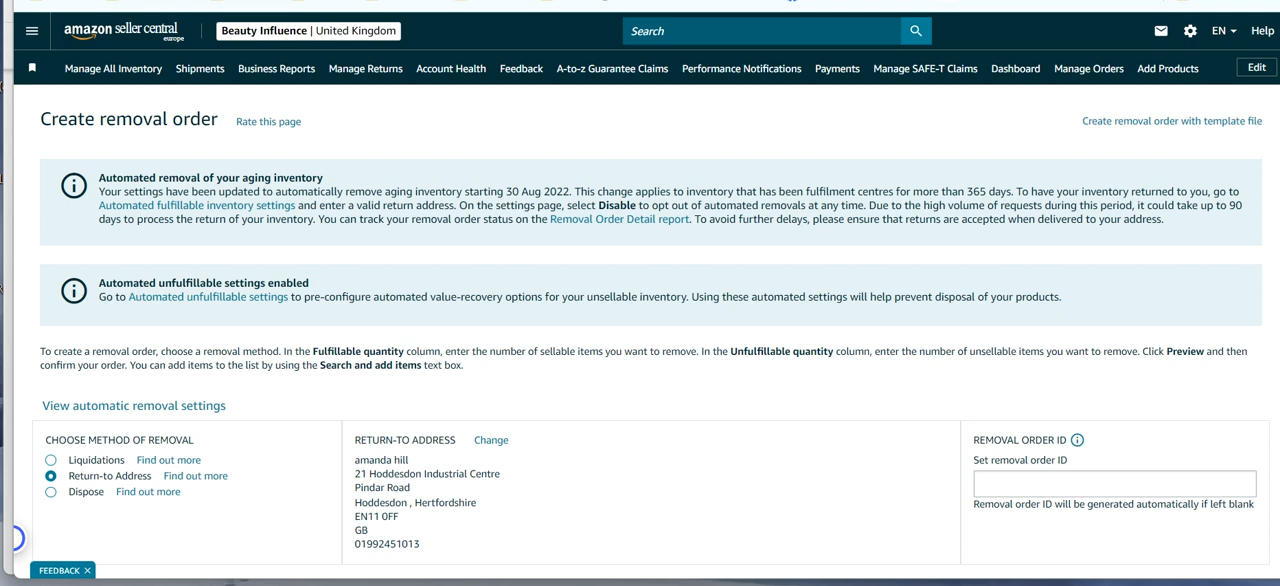 amazon seller central
europe
Beauty Influence | United Kingdom
Search
EN
Help
Manage All Inventory Shipments Business Reports Manage Returns Account Health Feedback A-to-z Guarantee Claims Performance Notifications Payments Manage SAFE-T Claims Dashboard Manage Orders Add Products
Edit
Create removal order Rate this page
Create removal order with template file
Automated removal of your aging inventory
Your settings have been updated to automatically remove aging inventory starting 30 Aug 2022. This change applies to inventory that has been fulfilment centres for more than 365 days. To have your inventory returned to you, go to
Automated fulfillable inventory settings and enter a valid return address. On the settings page, select Disable to opt out of automated removals at any time. Due to the high volume of requests during this period, it could take up to 90
days to process the return of your inventory. You can track your removal order status on the Removal Order Detail report. To avoid further delays, please ensure that returns are accepted when delivered to your address.
Automated unfulfillable settings enabled
Go to Automated unfulfillable settings to pre-configure automated value-recovery options for your unsellable inventory. Using these automated settings will help prevent disposal of your products.
To create a removal order, choose a removal method. In the Fulfillable quantity column, enter the number of sellable items you want to remove. In the Unfulfillable quantity column, enter the number of unsellable items you want to remove. Click Preview and then
confirm your order. You can add items to the list by using the Search and add items text box.
View automatic removal settings
CHOOSE METHOD OF REMOVAL
Liquidations Find out more
Return-to Address Find out more
Dispose Find out more
RETURN-TO ADDRESS Change
amanda hill
21 Hoddesdon Industrial Centre
Pindar Road
Hoddesdon , Hertfordshire
EN11 0FF
GB
01992451013
REMOVAL ORDER ID
Set removal order ID
Removal order ID will be generated automatically if left blank
FEEDBACK